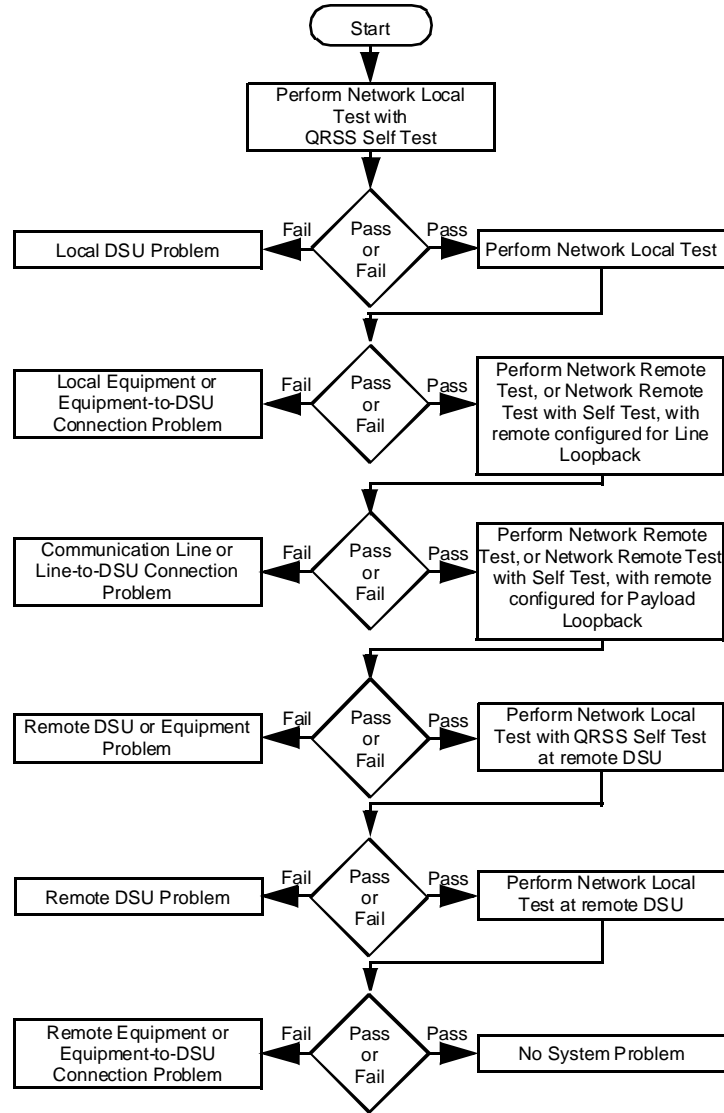 Start
Perform Network Local
Test with
QRSS Self Test
Fail
Pass
or
Fail
Pass
Local DSU Problem
Perform Network Local Test
Local Equipment or
Equipment-to-DSU
Connection Problem
Fail
Pass
or
Fail
Pass
Perform Network Remote
Test, or Network Remote
Test with Self Test, with
remote configured for Line
Loopback
Communication Line or
Line-to-DSU Connection
Problem
Fail
Pass
or
Fail
Pass
Perform Network Remote
Test, or Network Remote Test
with Self Test, with remote
configured for Payload
Loopback
Remote DSU or Equipment
Problem
Fail
Pass
or
Fail
Pass
Perform Network Local
Test with QRSS Self Test
at remote DSU
Remote DSU Problem
Fail
Pass
or
Fail
Pass
Perform Network Local
Test at remote DSU
Remote Equipment or
Equipment-to-DSU
Connection Problem
Fail
Pass
or
Fail
Pass
No System Problem